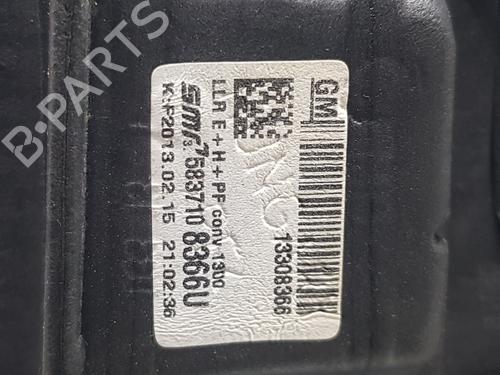 GM
13308366
LLR E + H + PF conv 1300
smr 583710 8366U
K:F2013.02.15 21:02:36
B-PARTS